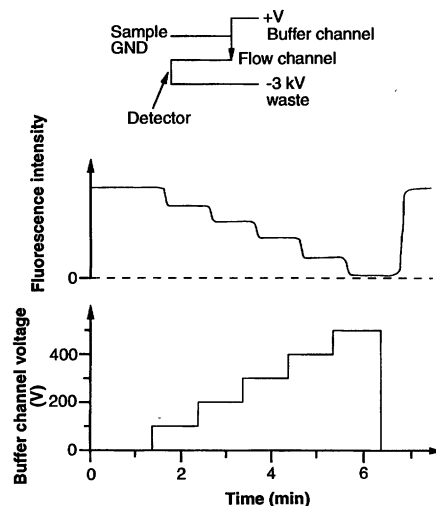 +V
Sample
GND
Buffer channel
Flow channel
-3 kV
waste
Detector
Fluorescence intensity
0
Buffer channel voltage
(V)
400
200
0
0 2 4 6
Time (min)